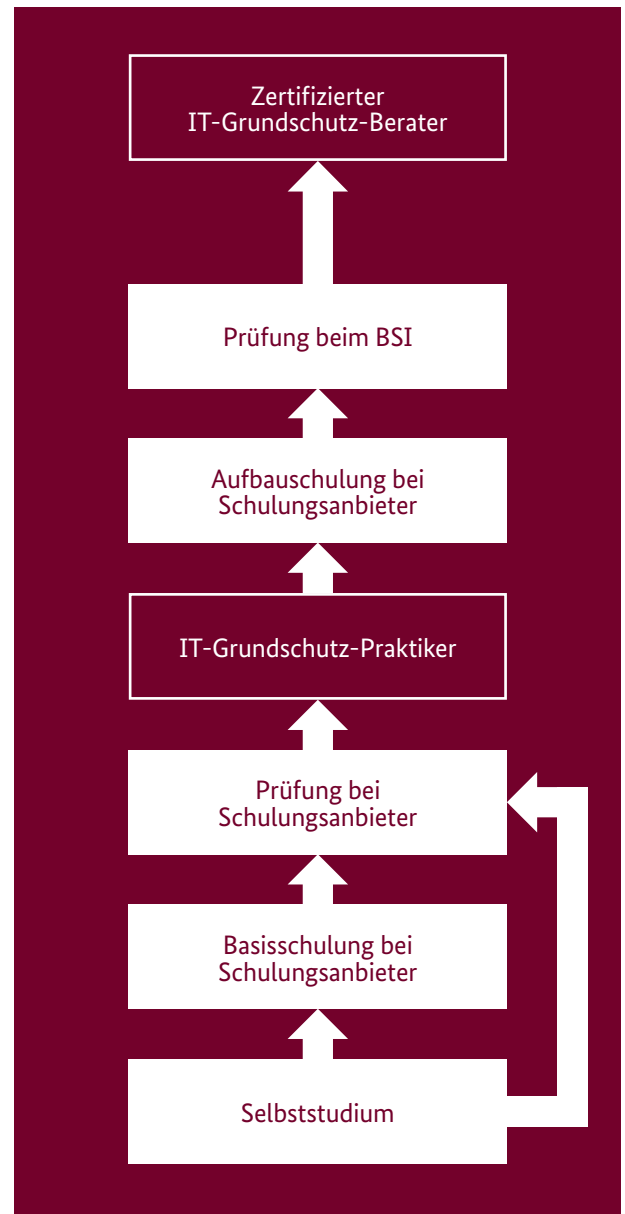 Zertifizierter
IT-Grundschutz-Berater
Prüfung beim BSI
Aufbauschulung bei
Schulungsanbieter
IT-Grundschutz-Praktiker
Prüfung bei
Schulungsanbieter
Basisschulung bei
Schulungsanbieter
Selbststudium